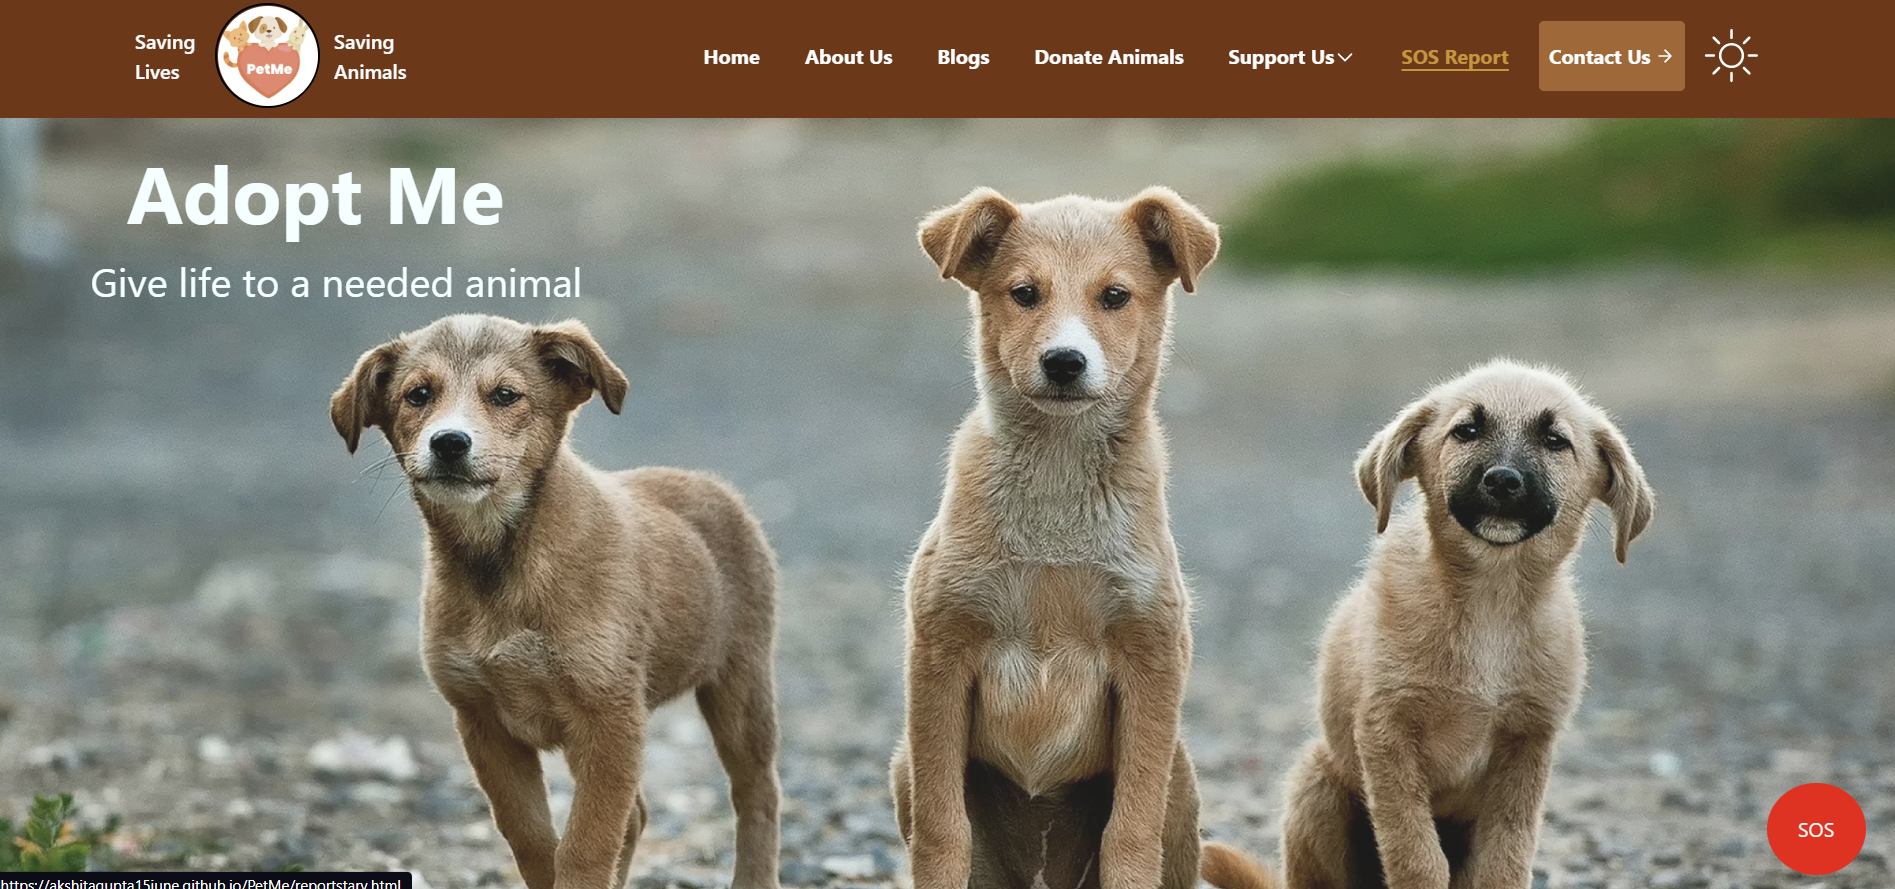 Saving
Lives
PetMe
Saving
Animals
Home
About Us
Blogs
Donate Animals
Support Us
SOS Report
Contact Us
Adopt Me
Give life to a needed animal
SOS
https://akshitagupta15june.github.io/PetMe/reportstary.html